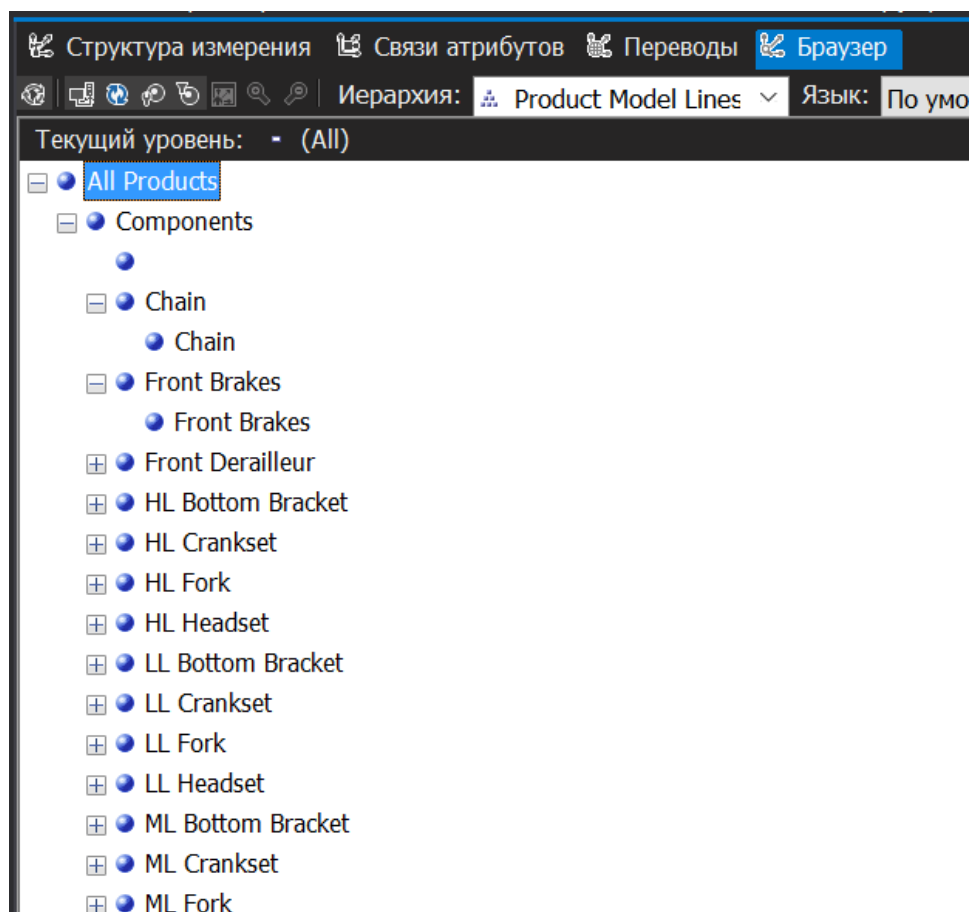 Структура измерения Связи атрибутов Переводы Браузер
Иерархия: Product Model Lines Язык: По умо
Текущий уровень: - (All)
All Products
Components
Chain
Chain
Front Brakes
Front Brakes
Front Derailleur
HL Bottom Bracket
HL Crankset
HL Fork
HL Headset
LL Bottom Bracket
LL Crankset
LL Fork
LL Headset
ML Bottom Bracket
ML Crankset
ML Fork